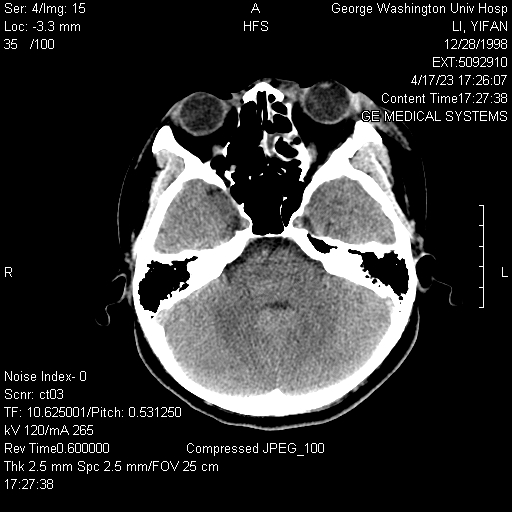 Ser: 4/Img: 15
Loc: -3.3 mm
35 /100
A
HFS
George Washington Univ Hosp
LI, YIFAN
12/28/1998
EXT:5092910
4/17/23 17:26:07
Content Time17:27:38
GE MEDICAL SYSTEMS
R
L
Noise Index- 0
Scnr: ct03
TF: 10.625001/Pitch: 0.531250
kV 120/mA 265
Rev Time0.600000
Compressed JPEG_100
Thk 2.5 mm Spc 2.5 mm/FOV 25 cm
17:27:38